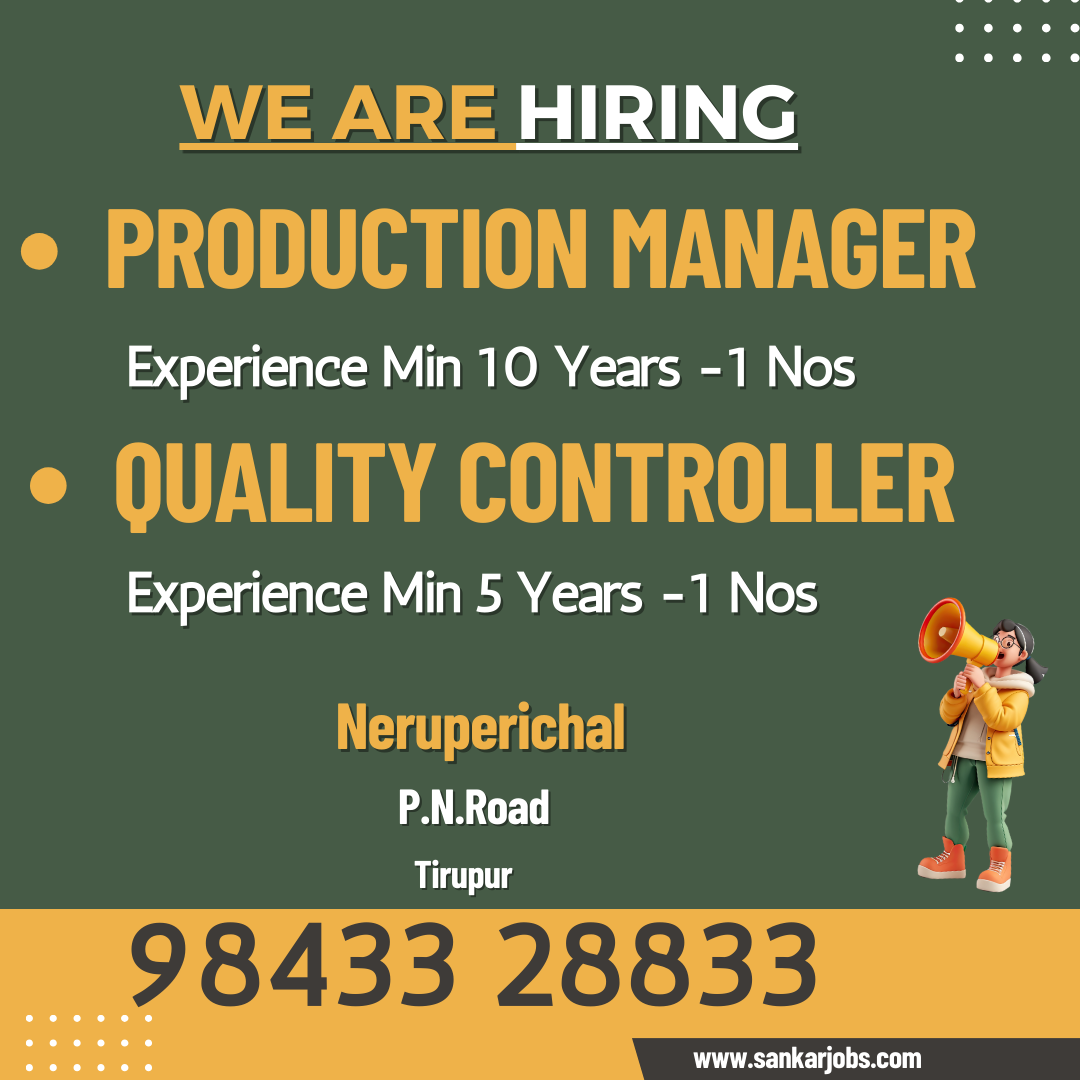 WE ARE HIRING
PRODUCTION MANAGER
Experience Min 10 Years -1 Nos
QUALITY CONTROLLER
Experience Min 5 Years -1 Nos
Neruperichal
P.N.Road
Tirupur
98433 28833
www.sankarjobs.com